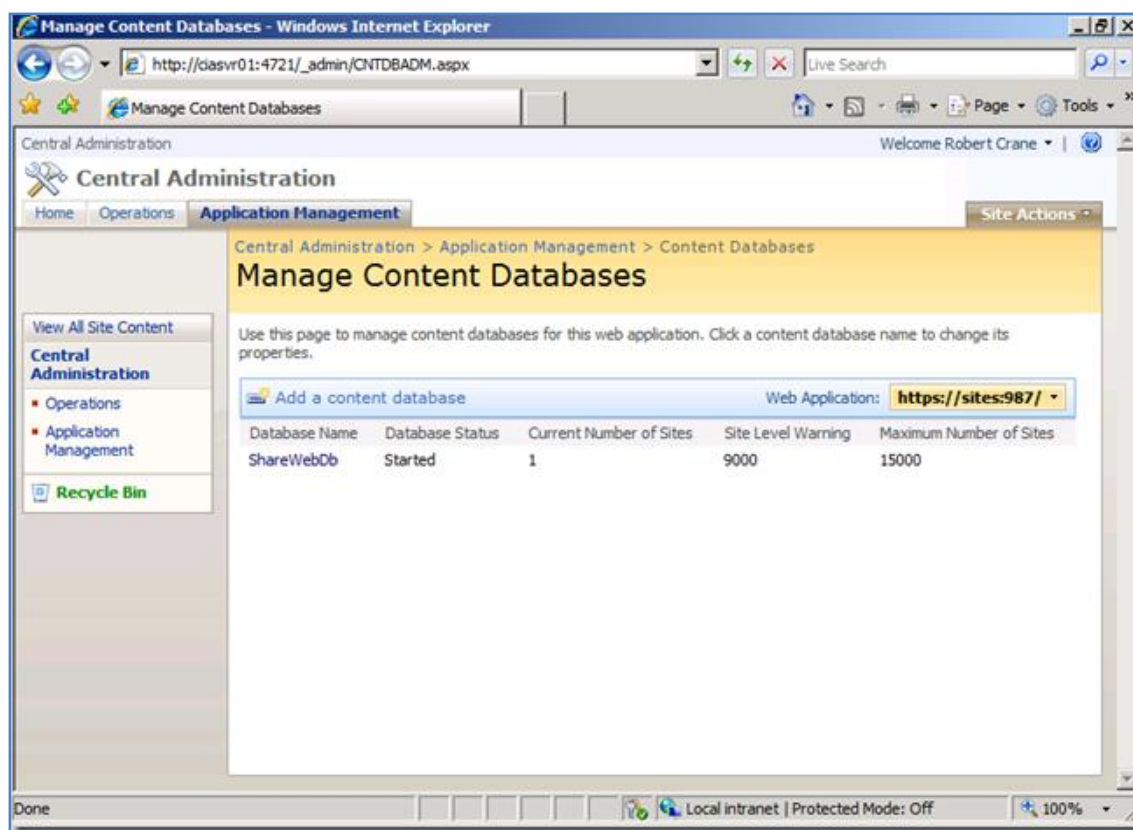 Manage Content Databases - Windows Internet Explorer
http://ciasvr01:4721/_admin/CNTDBADM.aspx
Live Search
Manage Content Databases
Page
Tools
Central Administration
Welcome Robert Crane
Central Administration
Home Operations Application Management
Site Actions
Central Administration > Application Management > Content Databases
Manage Content Databases
View All Site Content
Central
Administration
Operations
Application
Management
Recycle Bin
Use this page to manage content databases for this web application. Click a content database name to change its
properties.
Add a content database
Web Application: https://sites:987/
Database Name Database Status Current Number of Sites Site Level Warning Maximum Number of Sites
ShareWebDb Started 1 9000 15000
Done
Local intranet | Protected Mode: Off
100%